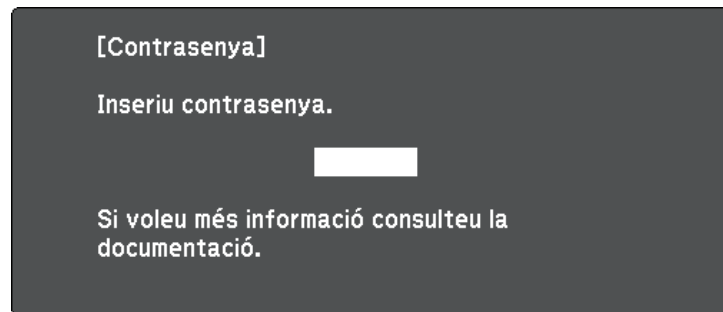 [Contrasenya]
Inseriu contrasenya.
Si voleu més informació consulteu la
documentació.